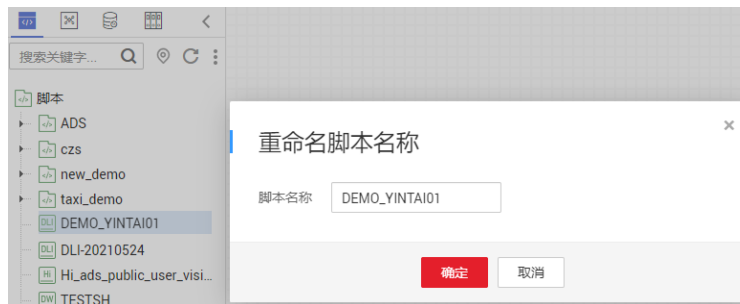 搜索关键字...
脚本
ADS
czs
new_demo
taxi_demo
DLI DEMO_YINTAI01
DLI DLI-20210524
Hi Hi_ads_public_user_visi...
DW TESTSH
重命名脚本名称
×
脚本名称 DEMO_YINTAI01
确定 取消